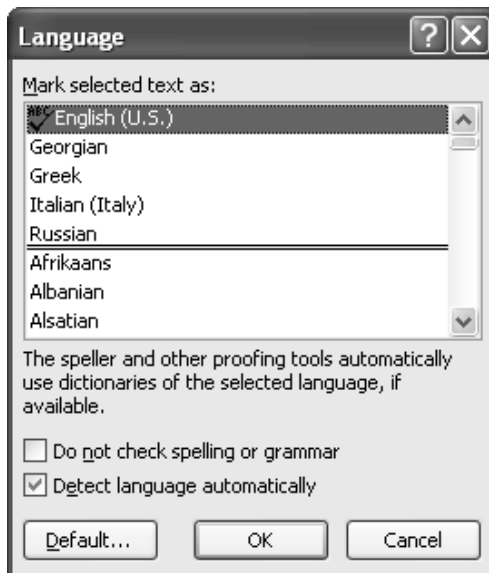 Language
Mark selected text as:
ABC English (U.S.)
Georgian
Greek
Italian (Italy)
Russian
Afrikaans
Albanian
Alsatian
The speller and other proofing tools automatically
use dictionaries of the selected language, if
available.
Do not check spelling or grammar
Detect language automatically
Default... OK Cancel